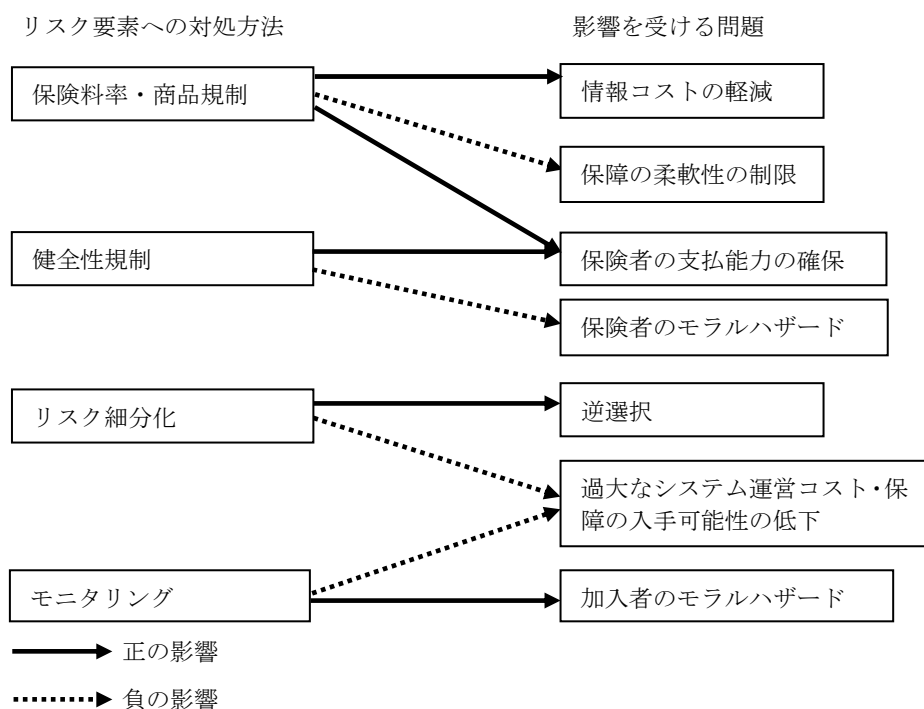 リスク要素への対処方法
影響を受ける問題
保険料率・商品規制
情報コストの軽減
保障の柔軟性の制限
健全性規制
保険者の支払能力の確保
保険者のモラルハザード
リスク細分化
逆選択
過大なシステム運営コスト・保
障の入手可能性の低下
モニタリング
加入者のモラルハザード
正の影響
負の影響